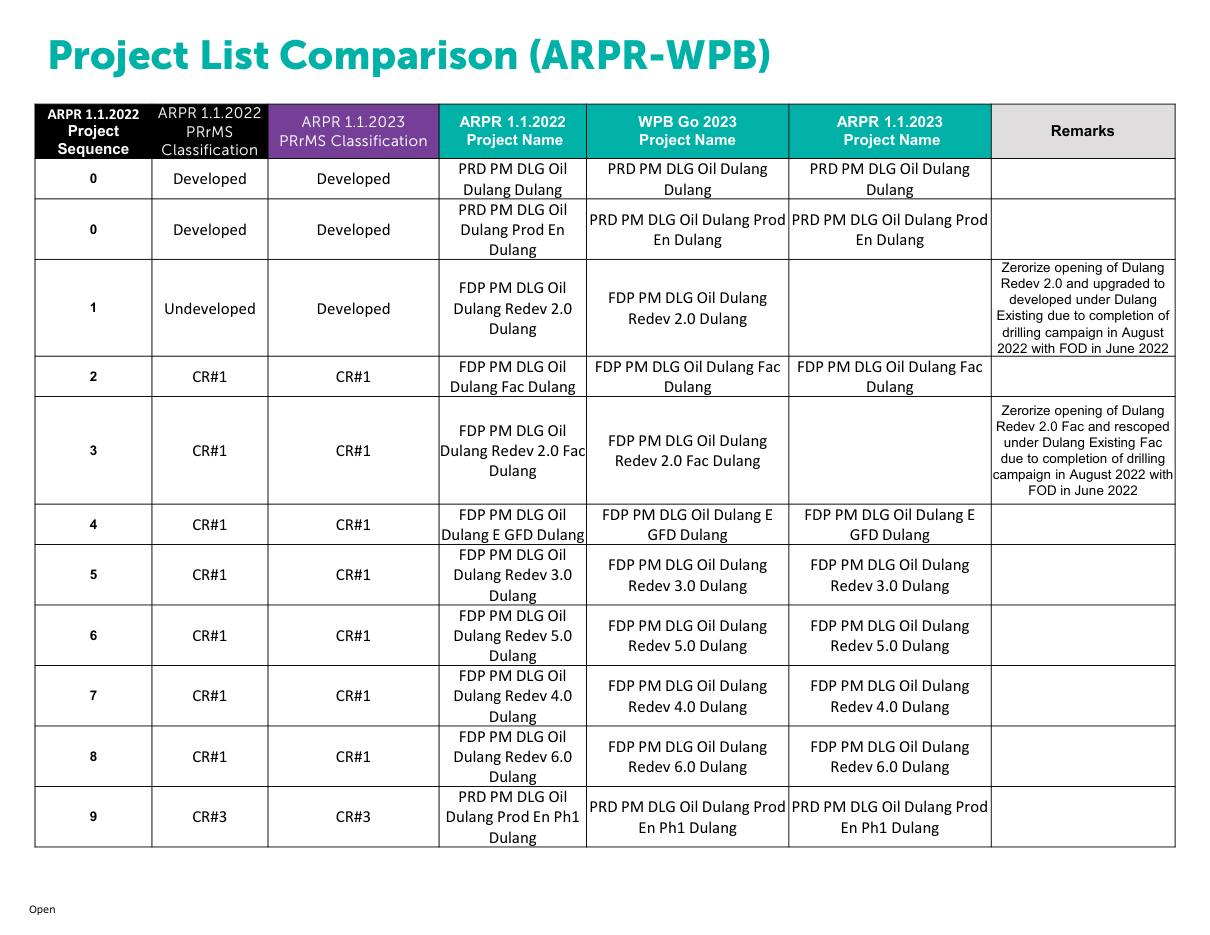 Project List Comparison (ARPR-WPB)
ARPR 1.1.2022
Project
Sequence
ARPR 1.1.2022
PRrMS
Classification
ARPR 1.1.2023
PRrMS Classification
ARPR 1.1.2022
Project Name
WPB Go 2023
Project Name
ARPR 1.1.2023
Project Name
Remarks
0
Developed
Developed
PRD PM DLG Oil
Dulang Dulang
PRD PM DLG Oil Dulang
Dulang
PRD PM DLG Oil Dulang
Dulang
0
Developed
Developed
PRD PM DLG Oil
Dulang Prod En
Dulang
PRD PM DLG Oil Dulang Prod
En Dulang
PRD PM DLG Oil Dulang Prod
En Dulang
1
Undeveloped
Developed
FDP PM DLG Oil
Dulang Redev 2.0
Dulang
FDP PM DLG Oil Dulang
Redev 2.0 Dulang
Zerorize opening of Dulang
Redev 2.0 and upgraded to
developed under Dulang
Existing due to completion of
drilling campaign in August
2022 with FOD in June 2022
2
CR#1
CR#1
FDP PM DLG Oil
Dulang Fac Dulang
FDP PM DLG Oil Dulang Fac
Dulang
FDP PM DLG Oil Dulang Fac
Dulang
3
CR#1
CR#1
FDP PM DLG Oil
Dulang Redev 2.0 Fac
Dulang
FDP PM DLG Oil Dulang
Redev 2.0 Fac Dulang
Zerorize opening of Dulang
Redev 2.0 Fac and rescoped
under Dulang Existing Fac
due to completion of drilling
campaign in August 2022 with
FOD in June 2022
4
CR#1
CR#1
FDP PM DLG Oil
Dulang E GFD Dulang
FDP PM DLG Oil Dulang E
GFD Dulang
FDP PM DLG Oil Dulang E
GFD Dulang
5
CR#1
CR#1
FDP PM DLG Oil
Dulang Redev 3.0
Dulang
FDP PM DLG Oil Dulang
Redev 3.0 Dulang
FDP PM DLG Oil Dulang
Redev 3.0 Dulang
6
CR#1
CR#1
FDP PM DLG Oil
Dulang Redev 5.0
Dulang
FDP PM DLG Oil Dulang
Redev 5.0 Dulang
FDP PM DLG Oil Dulang
Redev 5.0 Dulang
7
CR#1
CR#1
FDP PM DLG Oil
Dulang Redev 4.0
Dulang
FDP PM DLG Oil Dulang
Redev 4.0 Dulang
FDP PM DLG Oil Dulang
Redev 4.0 Dulang
8
CR#1
CR#1
FDP PM DLG Oil
Dulang Redev 6.0
Dulang
FDP PM DLG Oil Dulang
Redev 6.0 Dulang
FDP PM DLG Oil Dulang
Redev 6.0 Dulang
9
CR#3
CR#3
PRD PM DLG Oil
Dulang Prod En Ph1
Dulang
PRD PM DLG Oil Dulang Prod
En Ph1 Dulang
PRD PM DLG Oil Dulang Prod
En Ph1 Dulang
Open